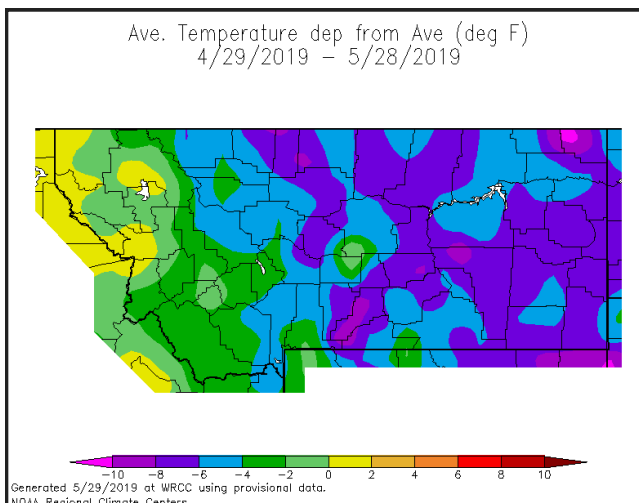 Ave. Temperature dep from Ave (deg F)
4/29/2019 – 5/28/2019
-10 -8 -6 -4 -2 0 2 4 6 8 10
Generated 5/29/2019 at WRCC using provisional data.
NOAA Regional Climate Centers